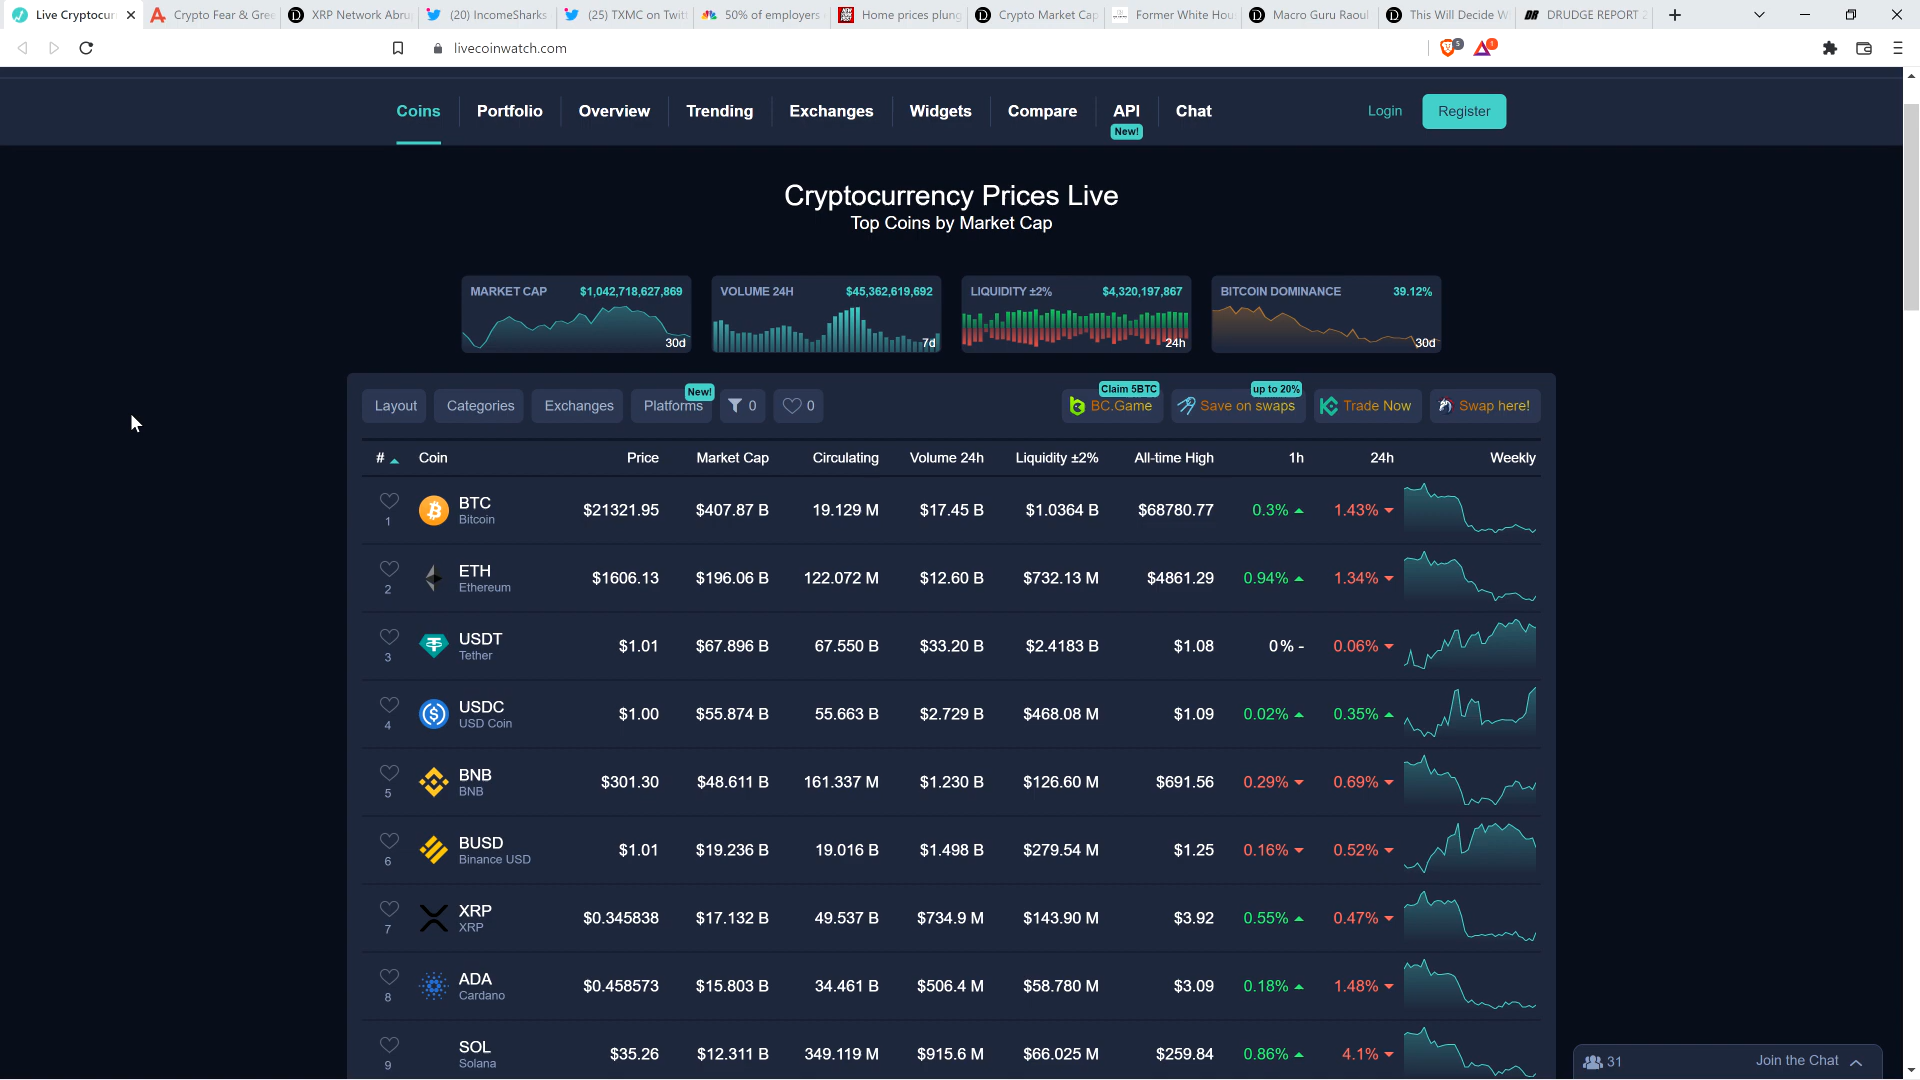 Live Cryptocur
Crypto Fear & Gre
XRP Network Abru
(20) IncomeSharks
(25) TXMC on Twitt
50% of employers
Home prices plung
Crypto Market Cap
Former White Hou
Macro Guru Raoul
This Will Decide W
DRUDGE REPORT 2
livecoinwatch.com
5
1
Coins
Portfolio
Overview
Trending
Exchanges
Widgets
Compare
API
New!
Chat
Login
Register
Cryptocurrency Prices Live
Top Coins by Market Cap
MARKET CAP $1,042,718,627,869
30d
VOLUME 24H $45,362,619,692
7d
LIQUIDITY ±2% $4,320,197,867
24h
BITCOIN DOMINANCE 39.12%
30d
Layout
Categories
Exchanges
Platforms
New!
0
0
Claim 5BTC
BC.Game
up to 20%
Save on swaps
Trade Now
Swap here!
# Coin Price Market Cap Circulating Volume 24h Liquidity ±2% All-time High 1h 24h Weekly
1 BTC Bitcoin $21321.95 $407.87 B 19.129 M $17.45 B $1.0364 B $68780.77 0.3% 1.43%
2 ETH Ethereum $1606.13 $196.06 B 122.072 M $12.60 B $732.13 M $4861.29 0.94% 1.34%
3 USDT Tether $1.01 $67.896 B 67.550 B $33.20 B $2.4183 B $1.08 0% - 0.06%
4 USDC USD Coin $1.00 $55.874 B 55.663 B $2.729 B $468.08 M $1.09 0.02% 0.35%
5 BNB BNB $301.30 $48.611 B 161.337 M $1.230 B $126.60 M $691.56 0.29% 0.69%
6 BUSD Binance USD $1.01 $19.236 B 19.016 B $1.498 B $279.54 M $1.25 0.16% 0.52%
7 XRP XRP $0.345838 $17.132 B 49.537 B $734.9 M $143.90 M $3.92 0.55% 0.47%
8 ADA Cardano $0.458573 $15.803 B 34.461 B $506.4 M $58.780 M $3.09 0.18% 1.48%
9 SOL Solana $35.26 $12.311 B 349.119 M $915.6 M $66.025 M $259.84 0.86% 4.1%
31 Join the Chat